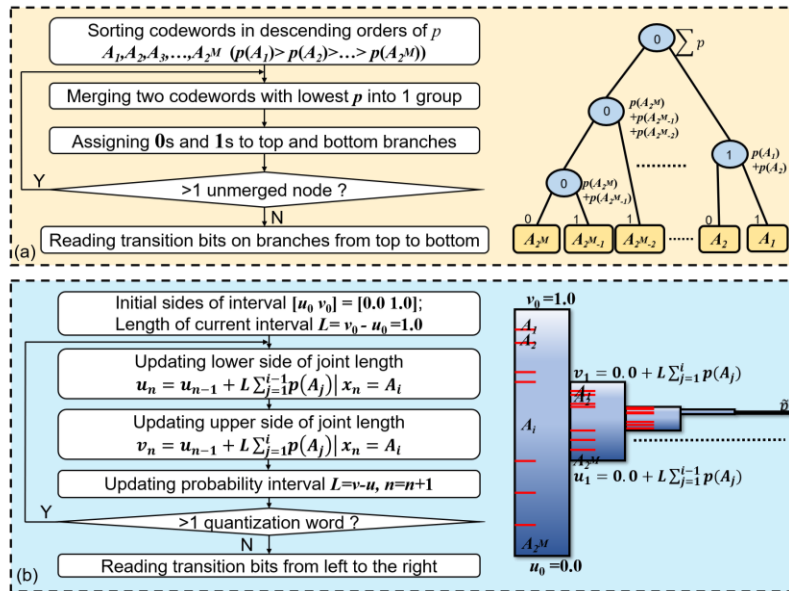 Sorting codewords in descending orders of p
A₁,A₂,A₃,…,A₂ᴹ (p(A₁)> p(A₂)>…> p(A₂ᴹ))
Merging two codewords with lowest p into 1 group
Assigning 0s and 1s to top and bottom branches
Y
>1 unmerged node ?
N
(a)
Reading transition bits on branches from top to bottom
0
∑ p
0
p(A₂ᴹ)
+p(A₂ᴹ₋₁)
+p(A₂ᴹ₋₂)
1
p(A₁)
+p(A₂)
0
p(A₂ᴹ)
+p(A₂ᴹ₋₁)
0 1 1 0 1
A₂ᴹ A₂ᴹ₋₁ A₂ᴹ₋₂ ...... A₂ A₁
Initial sides of interval [u₀ v₀] = [0.0 1.0];
Length of current interval L= v₀ - u₀ =1.0
Updating lower side of joint length
uₙ = uₙ₋₁ + L ∑ⱼ₌₁ⁱ⁻¹ p(Aⱼ)| xₙ = Aᵢ
Updating upper side of joint length
vₙ = uₙ₋₁ + L ∑ⱼ₌₁ⁱ p(Aⱼ)| xₙ = Aᵢ
Updating probability interval L=v-u, n=n+1
Y
>1 quantization word ?
N
(b)
Reading transition bits from left to the right
v₀ =1.0
A₁
A₂
Aᵢ
A₂ᴹ
u₀ =0.0
v₁ = 0.0 + L∑ⱼ₌₁ⁱ p(Aⱼ)
A₂ᴹ
u₁ = 0.0 + L∑ⱼ₌₁ⁱ⁻¹ p(Aⱼ)